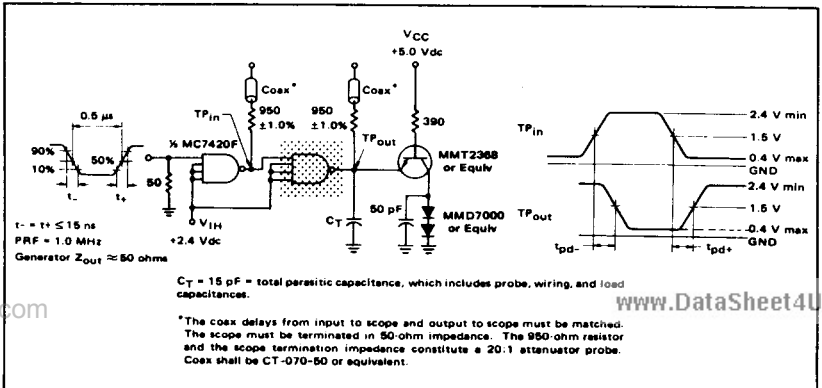 VCC
+5.0 Vdc
Coax*
Coax*
0.5 µs
950
±1.0%
950
±1.0%
390
TPin
TPout
½ MC7420F
90%
10%
50%
50
t-
t+
VIH
+2.4 Vdc
CT
50 pF
MMT2368
or Equiv
MMD7000
or Equiv
t- = t+ ≤ 15 ns
PRF = 1.0 MHz
Generator Zout ≈ 50 ohms
TPin
2.4 V min
1.5 V
0.4 V max
GND
TPout
2.4 V min
1.5 V
0.4 V max
GND
tpd-
tpd+
CT = 15 pF = total parasitic capacitance, which includes probe, wiring, and load
capacitances.
*The coax delays from input to scope and output to scope must be matched.
The scope must be terminated in 50-ohm impedance. The 950-ohm resistor
and the scope termination impedance constitute a 20:1 attenuator probe.
Coax shall be CT-070-50 or equivalent.
com
www.DataSheet4U